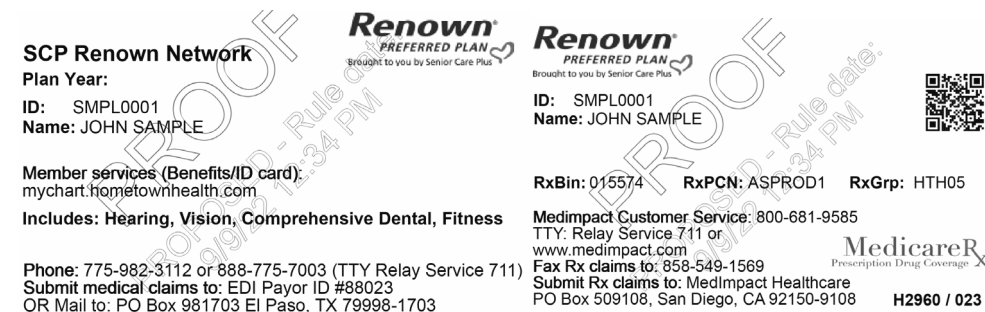 Renown®
PREFERRED PLAN
Brought to you by Senior Care Plus
SCP Renown Network
Plan Year:
ID: SMPL0001
Name: JOHN SAMPLE
Member services (Benefits/ID card):
mychart.hometownhealth.com
Includes: Hearing, Vision, Comprehensive Dental, Fitness
Phone: 775-982-3112 or 888-775-7003 (TTY Relay Service 711)
Submit medical claims to: EDI Payor ID #88023
OR Mail to: PO Box 981703 El Paso, TX 79998-1703
PROOF
PROPOSED - Rule date:
9/9/22 12:34 PM
Renown®
PREFERRED PLAN
Brought to you by Senior Care Plus
ID: SMPL0001
Name: JOHN SAMPLE
RxBin: 015574 RxPCN: ASPROD1 RxGrp: HTH05
Medimpact Customer Service: 800-681-9585
TTY: Relay Service 711 or
www.medimpact.com
Fax Rx claims to: 858-549-1569
Submit Rx claims to: MedImpact Healthcare
PO Box 509108, San Diego, CA 92150-9108
MedicareRx
Prescription Drug Coverage
H2960 / 023
PROOF
PROPOSED - Rule date:
9/9/22 12:34 PM